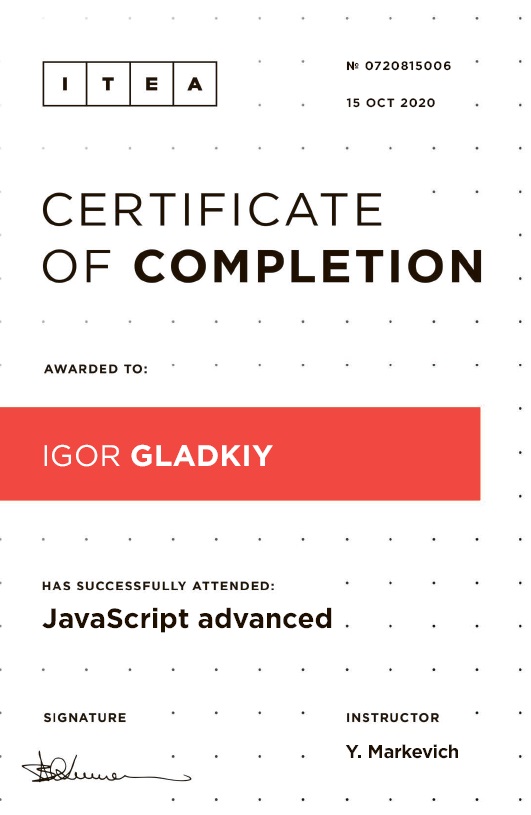 ITEA
№ 0720815006
15 OCT 2020
CERTIFICATE
OF COMPLETION
AWARDED TO:
IGOR GLADKIY
HAS SUCCESSFULLY ATTENDED:
JavaScript advanced
SIGNATURE
INSTRUCTOR
Y. Markevich